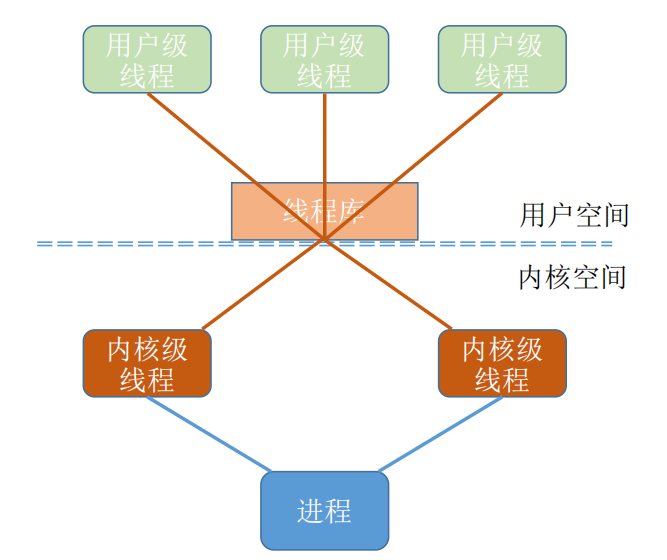 用户级
线程
用户级
线程
用户级
线程
线程库
用户空间
内核空间
内核级
线程
内核级
线程
进程